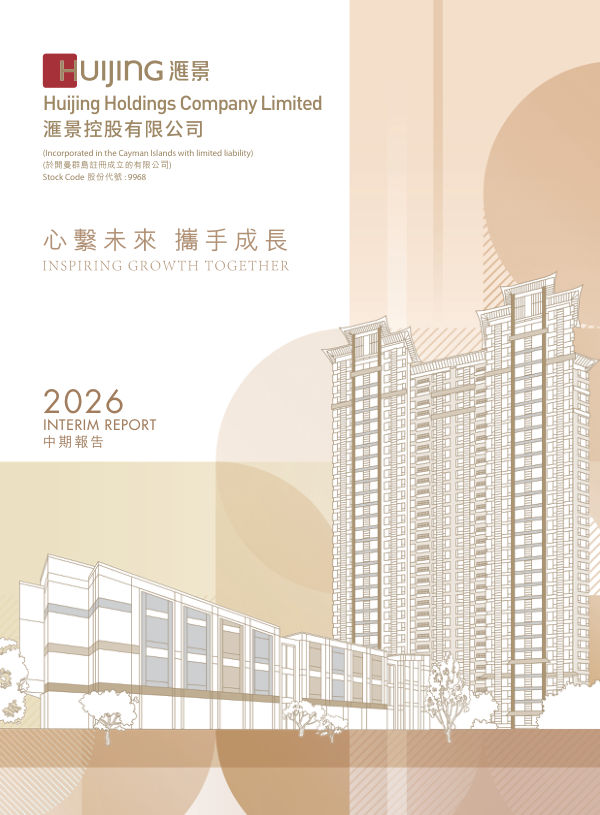 HUIJING 滙景
Huijing Holdings Company Limited
滙景控股有限公司
(Incorporated in the Cayman Islands with limited liability)
(於開曼群島註冊成立的有限公司)
Stock Code 股份代號 : 9968
心繫未來 攜手成長
INSPIRING GROWTH TOGETHER
2026
INTERIM REPORT
中期報告